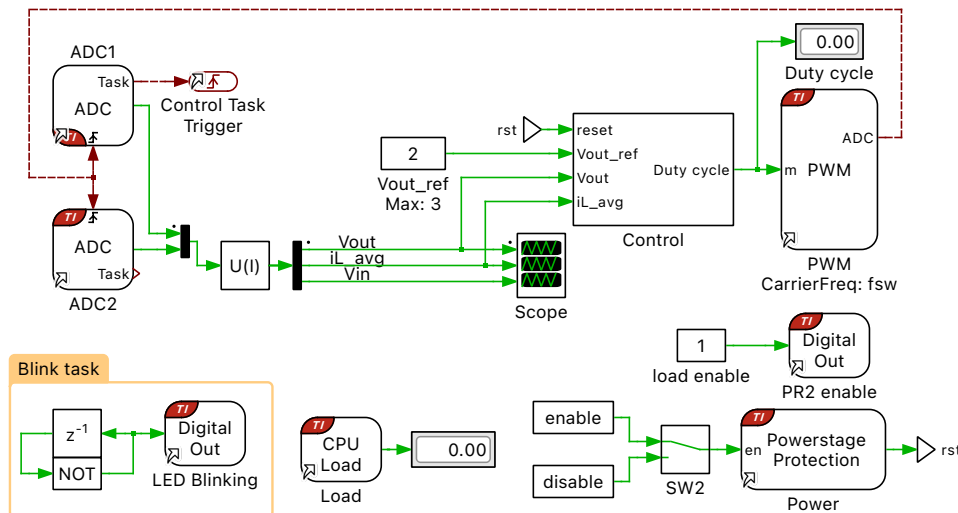 ADC1
Task
ADC
TI
Control Task
Trigger
TI
ADC
Task
ADC2
U(I)
Vout
iL_avg
Vin
Scope
rst
2
Vout_ref
Max: 3
reset
Vout_ref
Vout
iL_avg
Duty cycle
Control
0.00
Duty cycle
TI
ADC
m
PWM
PWM
CarrierFreq: fsw
1
load enable
TI
Digital
Out
PR2 enable
Blink task
z-1
NOT
TI
Digital
Out
LED Blinking
TI
CPU
Load
Load
0.00
enable
disable
SW2
TI
en
Powerstage
Protection
Power
rst